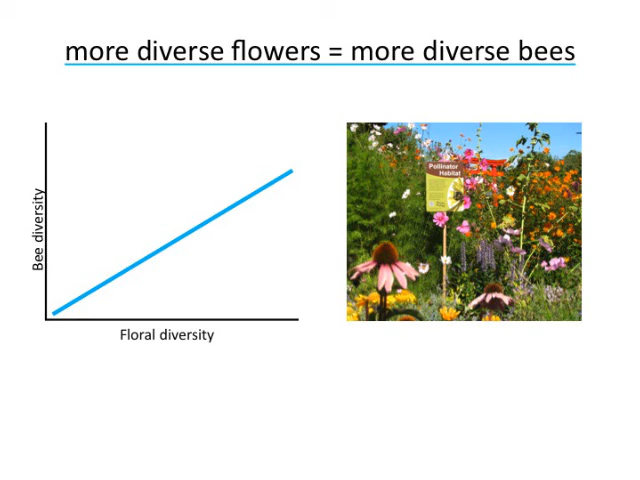 more diverse flowers = more diverse bees
Bee diversity
Floral diversity
Pollinator
Habitat